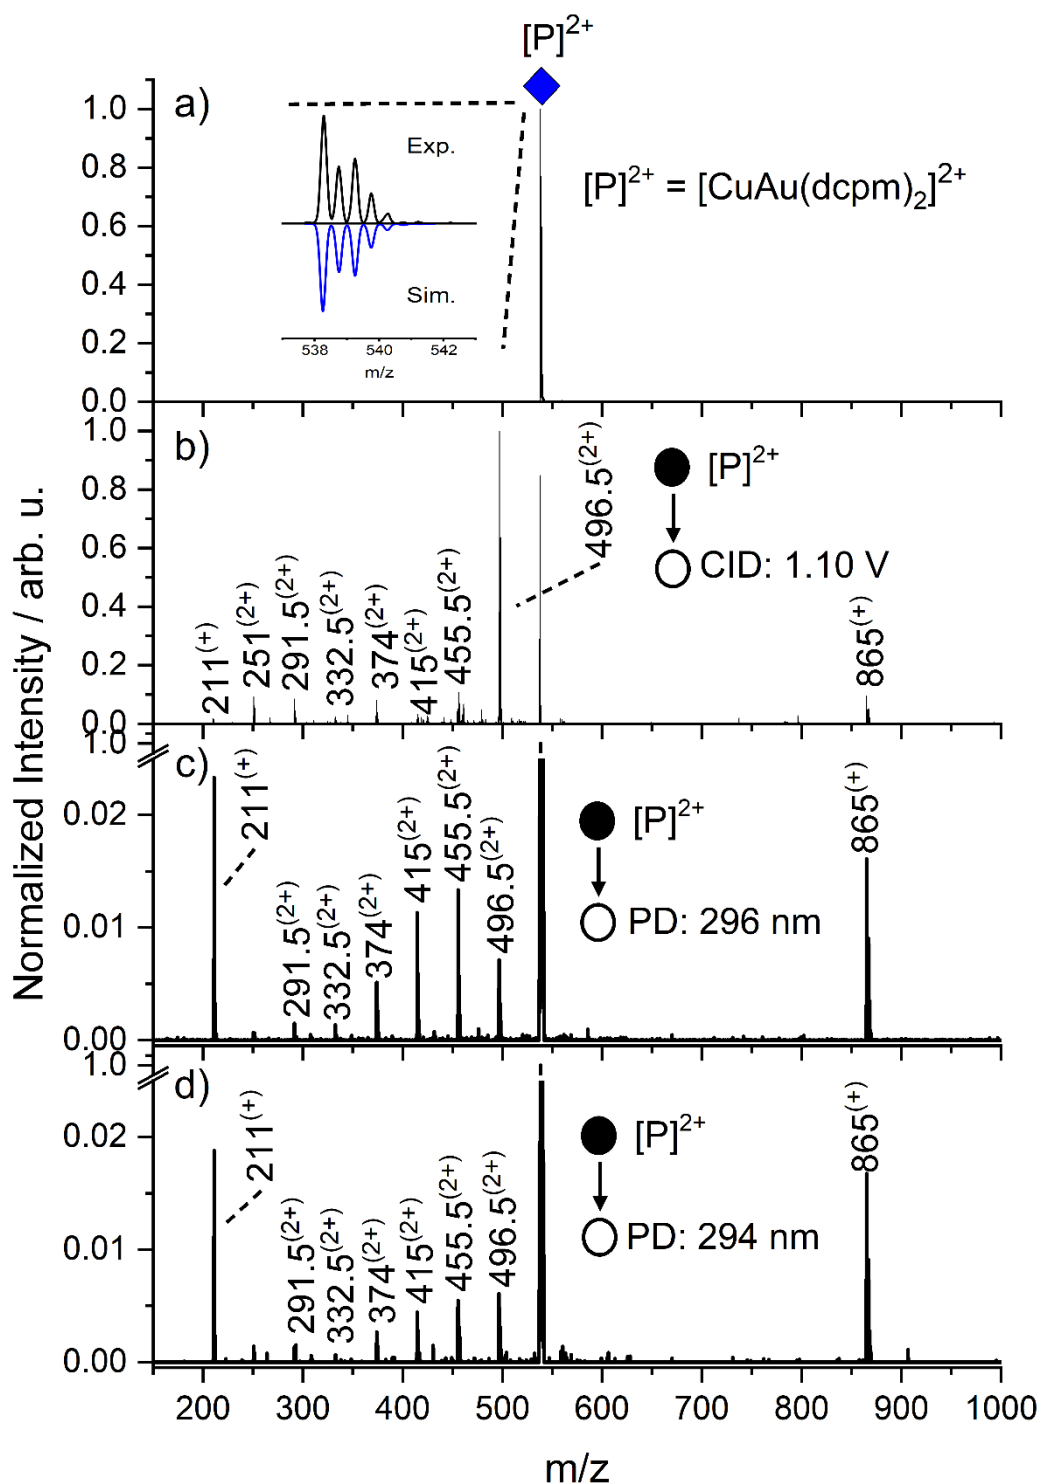 [P]²⁺
a)
Exp.
Sim.
538 540 542
m/z
[P]²⁺ = [CuAu(dcpm)₂]²⁺
1.0
0.8
0.6
0.4
0.2
0.0
b)
1.0
0.8
0.6
0.4
0.2
0.0
211⁽⁺⁾
251⁽²⁺⁾
291.5⁽²⁺⁾
332.5⁽²⁺⁾
374⁽²⁺⁾
415⁽²⁺⁾
455.5⁽²⁺⁾
496.5⁽²⁺⁾
865⁽⁺⁾
[P]²⁺
CID: 1.10 V
c)
1.0
0.02
0.01
0.00
211⁽⁺⁾
291.5⁽²⁺⁾
332.5⁽²⁺⁾
374⁽²⁺⁾
415⁽²⁺⁾
455.5⁽²⁺⁾
496.5⁽²⁺⁾
865⁽⁺⁾
[P]²⁺
PD: 296 nm
d)
1.0
0.02
0.01
0.00
211⁽⁺⁾
291.5⁽²⁺⁾
332.5⁽²⁺⁾
374⁽²⁺⁾
415⁽²⁺⁾
455.5⁽²⁺⁾
496.5⁽²⁺⁾
865⁽⁺⁾
[P]²⁺
PD: 294 nm
200 300 400 500 600 700 800 900 1000
m/z
Normalized Intensity / arb. u.